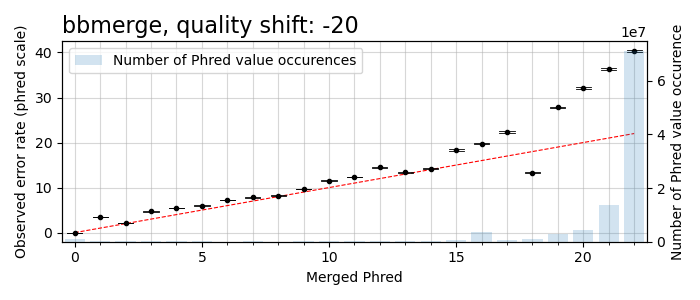 bbmerge, quality shift: -20
1e7
Number of Phred value occurences
Observed error rate (phred scale)
40
30
20
10
0
6
4
2
0
Number of Phred value occurence
0
5
10
15
20
Merged Phred